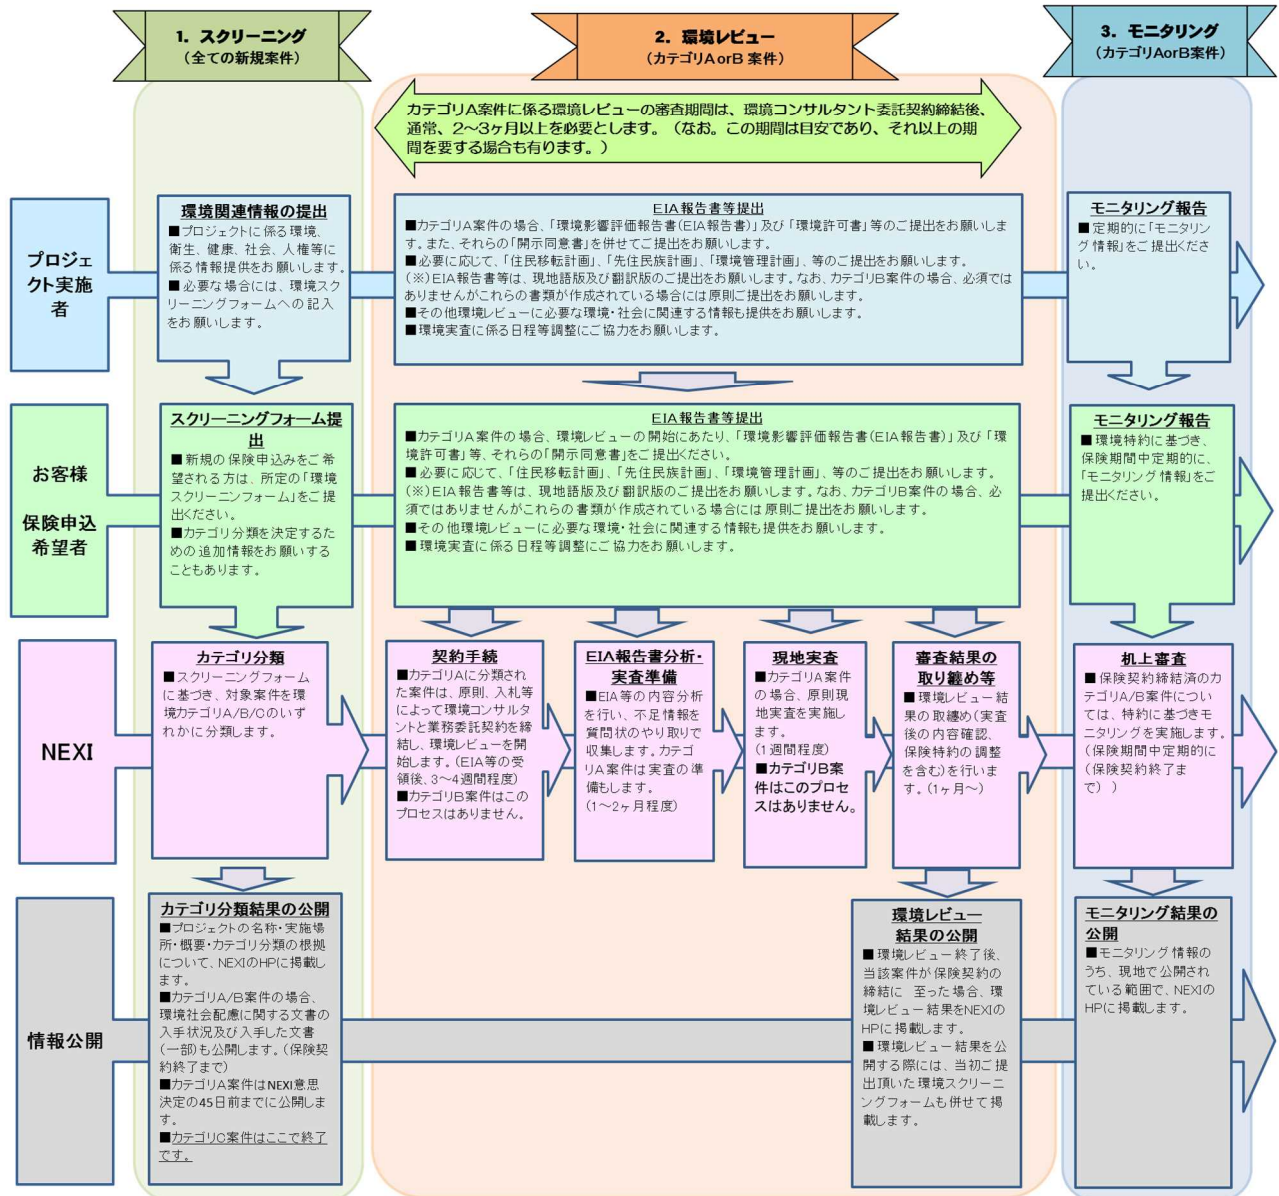 1. スクリーニング
(全ての新規案件)
2. 環境レビュー
(カテゴリAorB 案件)
3. モニタリング
(カテゴリAorB案件)
カテゴリA案件に係る環境レビューの審査期間は、環境コンサルタント委託契約締結後、
通常、2〜3ヶ月以上を必要とします。(なお。この期間は目安であり、それ以上の期
間を要する場合も有ります。)
プロジェ
クト実施
者
環境関連情報の提出
■プロジェクトに係る環境、
衛生、健康、社会、人権等に
係る情報提供をお願いします。
■必要な場合には、環境スク
リーニングフォームへの記入
をお願いします。
EIA報告書等提出
■カテゴリA案件の場合、「環境影響評価報告書(EIA報告書)」及び「環境許可書」等のご提出をお願いしま
す。また、それらの「開示同意書」を併せてご提出をお願いします。
■必要に応じて、「住民移転計画」、「先住民族計画」、「環境管理計画」、等のご提出をお願いします。
(※)EIA報告書等は、現地語版及び翻訳版のご提出をお願いします。なお、カテゴリB案件の場合、必須では
ありませんがこれらの書類が作成されている場合には原則ご提出をお願いします。
■その他環境レビューに必要な環境・社会に関連する情報も提供をお願いします。
■環境実査に係る日程等調整にご協力をお願いします。
モニタリング報告
■定期的に「モニタリ
ング情報」をご提出くださ
い。
お客様
保険申込
希望者
スクリーニングフォーム提
出
■新規の保険申込みをご希
望される方は、所定の「環境
スクリーニンフォーム」をご提
出ください。
■カテゴリ分類を決定するた
めの追加情報をお願いする
こともあります。
EIA報告書等提出
■カテゴリA案件の場合、環境レビューの開始にあたり、「環境影響評価報告書(EIA報告書)」及び「環
境許可書」等、それらの「開示同意書」をご提出ください。
■必要に応じて、「住民移転計画」、「先住民族計画」、「環境管理計画」、等のご提出をお願いします。
(※)EIA報告書等は、現地語版及び翻訳版のご提出をお願いします。なお、カテゴリB案件の場合、必
須ではありませんがこれらの書類が作成されている場合には原則ご提出をお願いします。
■その他環境レビューに必要な環境・社会に関連する情報も提供をお願いします。
■環境実査に係る日程等調整にご協力をお願いします。
モニタリング報告
■環境特約に基づき、
保険期間中定期的に、
「モニタリング情報」をご
提出ください。
NEXI
カテゴリ分類
■スクリーニングフォーム
に基づき、対象案件を環
境カテゴリA/B/Cのいず
れかに分類します。
契約手続
■カテゴリAに分類され
た案件は、原則、入札等
によって環境コンサルタ
ントと業務委託契約を締
結し、環境レビューを開
始します。(EIA等の受
領後、3〜4週間程度)
■カテゴリB案件はこの
プロセスはありません。
EIA報告書分析・
実査準備
■EIA等の内容分析
を行い、不足情報を
質問状のやり取りで
収集します。カテゴ
リA案件は実査の準
備もします。
(1〜2ヶ月程度)
現地実査
■カテゴリA案件
の場合、原則現
地実査を実施し
ます。
(1週間程度)
■カテゴリB案
件はこのプロセ
スはありません。
審査結果の
取り纏め等
■環境レビュー結
果の取纏め(実査
後の内容確認、
保険特約の調整
を含む)を行いま
す。(1ヶ月〜)
机上審査
■保険契約締結済のカ
テゴリA/B案件につい
ては、特約に基づきモ
ニタリングを実施します。
(保険期間中定期的に
(保険契約終了ま
で))
情報公開
カテゴリ分類結果の公開
■プロジェクトの名称・実施
場所・概要・カテゴリ分類の根拠
について、NEXIのHPに掲載し
ます。
■カテゴリA/B案件の場合、
環境社会配慮に関する文書の
入手状況及び入手した文書
(一部)も公開します。(保険契
約終了まで)
■カテゴリA案件はNEXI意思
決定の45日前までに公開しま
す。
■カテゴリC案件はここで終了
です。
環境レビュー
結果の公開
■環境レビュー終了後、
当該案件が保険契約の
締結に 至った場合、環
境レビュー結果をNEXIの
HPに掲載します。
■環境レビュー結果を公
開する際には、当初ご提
出頂いた環境スクリーニ
ングフォームも併せて掲
載します。
モニタリング結果の
公開
■モニタリング情報の
うち、現地で公開され
ている範囲で、NEXIの
HPに掲載します。